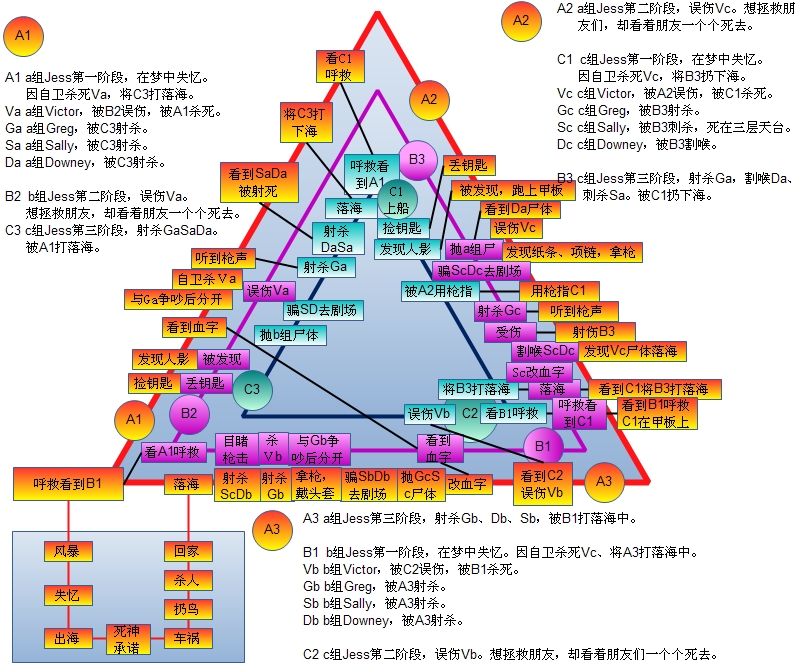 A1
A1 a组Jess第一阶段，在梦中失忆。
因自卫杀死Va，将C3打落海。
Va a组Victor，被B2误伤，被A1杀死。
Ga a组Greg，被C3射杀。
Sa a组Sally，被C3射杀。
Da a组Downey，被C3射杀。
B2 b组Jess第二阶段，误伤Va。
想拯救朋友，却看着朋友一个个死去。
C3 c组Jess第三阶段，射杀GaSaDa。
被A1打落海。
A2
A2 a组Jess第二阶段，误伤Vc。想拯救朋
友们，却看着朋友一个个死去。
C1 c组Jess第一阶段，在梦中失忆。
因自卫杀死Vc，将B3扔下海。
Vc c组Victor，被A2误伤，被C1杀死。
Gc c组Greg，被B3射杀。
Sc c组Sally，被B3刺杀，死在三层天台。
Dc c组Downey，被B3割喉。
B3 c组Jess第三阶段，射杀Ga，割喉Da、
刺杀Sa。被C1扔下海。
看C1
呼救
A2
将C3打
下海
B3
呼救看
到A1
丢钥匙
看到SaDa
被射死
C1
上船
被发现，跑上甲板
落海
看到Da尸体
捡钥匙
误伤Vc
射杀
DaSa
发现人影
抛a组尸
发现纸条、项链，拿枪
听到枪声
射杀Ga
骗ScDc去剧场
自卫杀Va
误伤Va
被A2用枪指
用枪指C1
与Ga争吵后分开
骗SD去剧场
射杀Gc
听到枪声
看到血字
抛b组尸体
受伤
射伤B3
发现人影
被发现
割喉ScDc
发现Vc尸体落海
捡钥匙
丢钥匙
C3
Sc改血字
将B3打落海
落海
看到C1将B3打落海
A1
B2
误伤Vb
C2
看B1呼救
呼救看
到C1
看到B1呼救
C1在甲板上
看A1呼救
目睹
枪击
杀
Vb
与Gb争
吵后分开
看到
血字
B1
呼救看到B1
落海
射杀
ScDb
射杀
Gb
拿枪，
戴头套
骗SbDb
去剧场
抛GcS
c尸体
改血字
看到C2
误伤Vb
A3
风暴
回家
失忆
杀人
扔鸟
出海
死神
承诺
车祸
A3
A3 a组Jess第三阶段，射杀Gb、Db、Sb，被B1打落海中。
B1 b组Jess第一阶段，在梦中失忆。因自卫杀死Vc、将A3打落海中。
Vb b组Victor，被C2误伤，被B1杀死。
Gb b组Greg，被A3射杀。
Sb b组Sally，被A3射杀。
Db b组Downey，被A3射杀。
C2 c组Jess第二阶段，误伤Vb。想拯救朋友，却看着朋友们一个个死去。